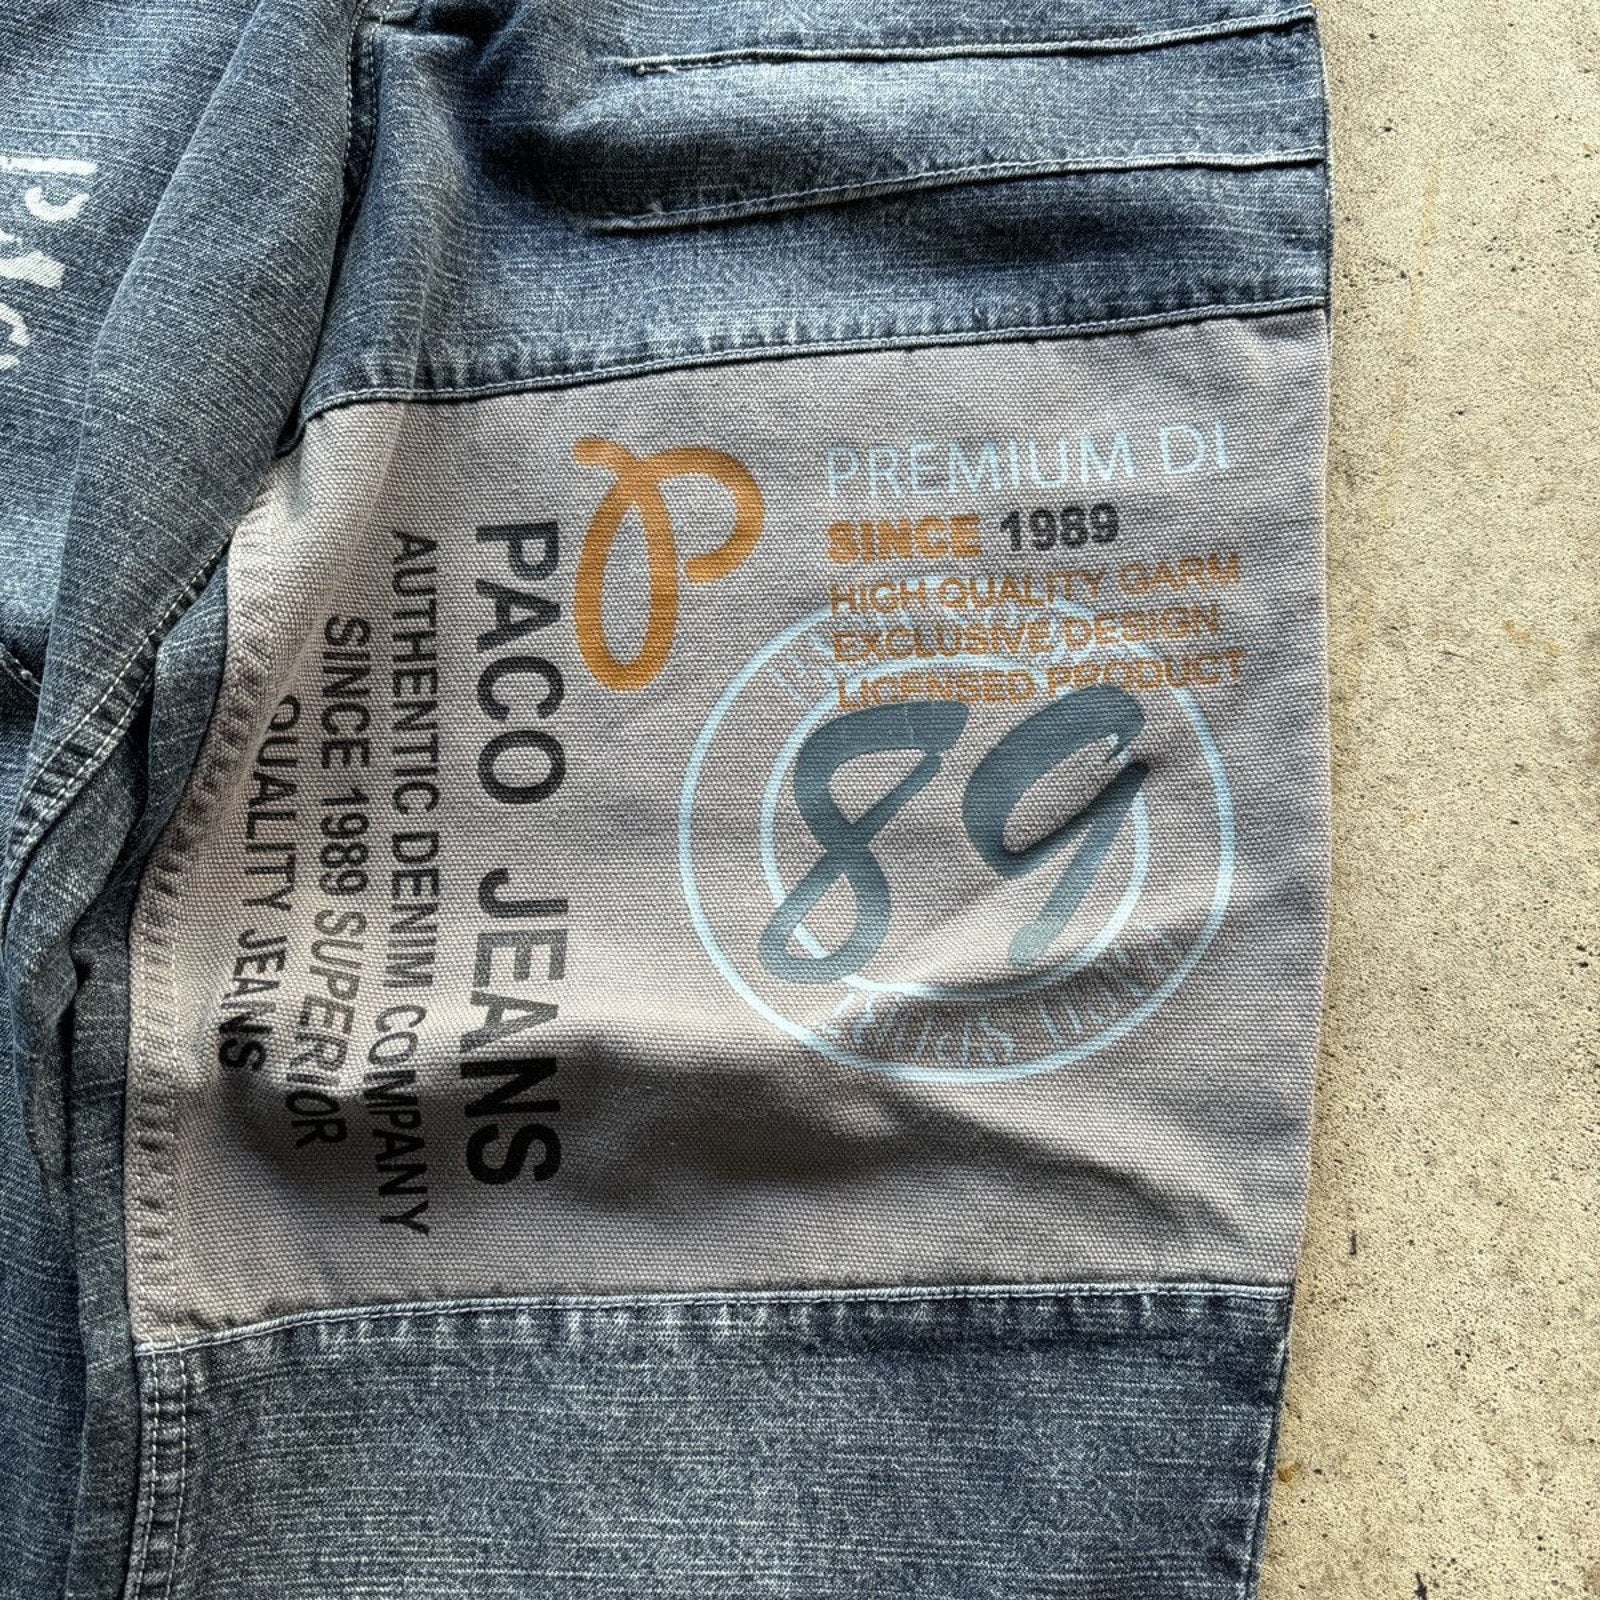 P
PREMIUM DI
SINCE 1989
HIGH QUALITY GARM
EXCLUSIVE DESIGN
LICENSED PRODUCT
89
PACO JEANS
AUTHENTIC DENIM COMPANY
SINCE 1989 SUPERIOR
QUALITY JEANS